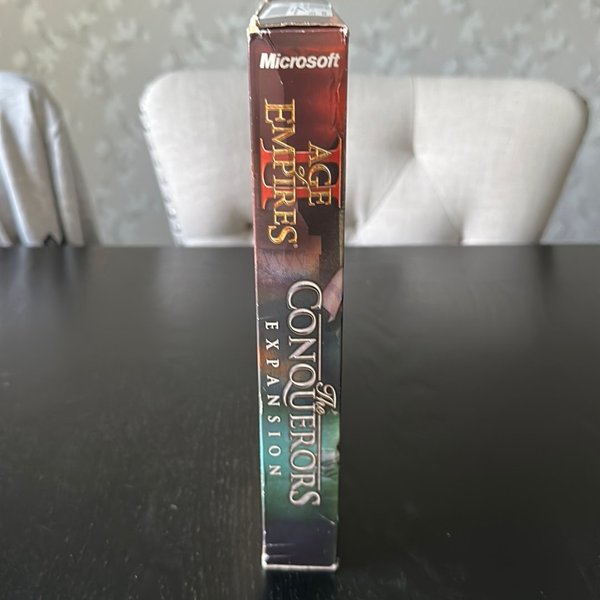 Microsoft
AGE
of
EMPIRES
II
The
CONQUERORS
EXPANSION